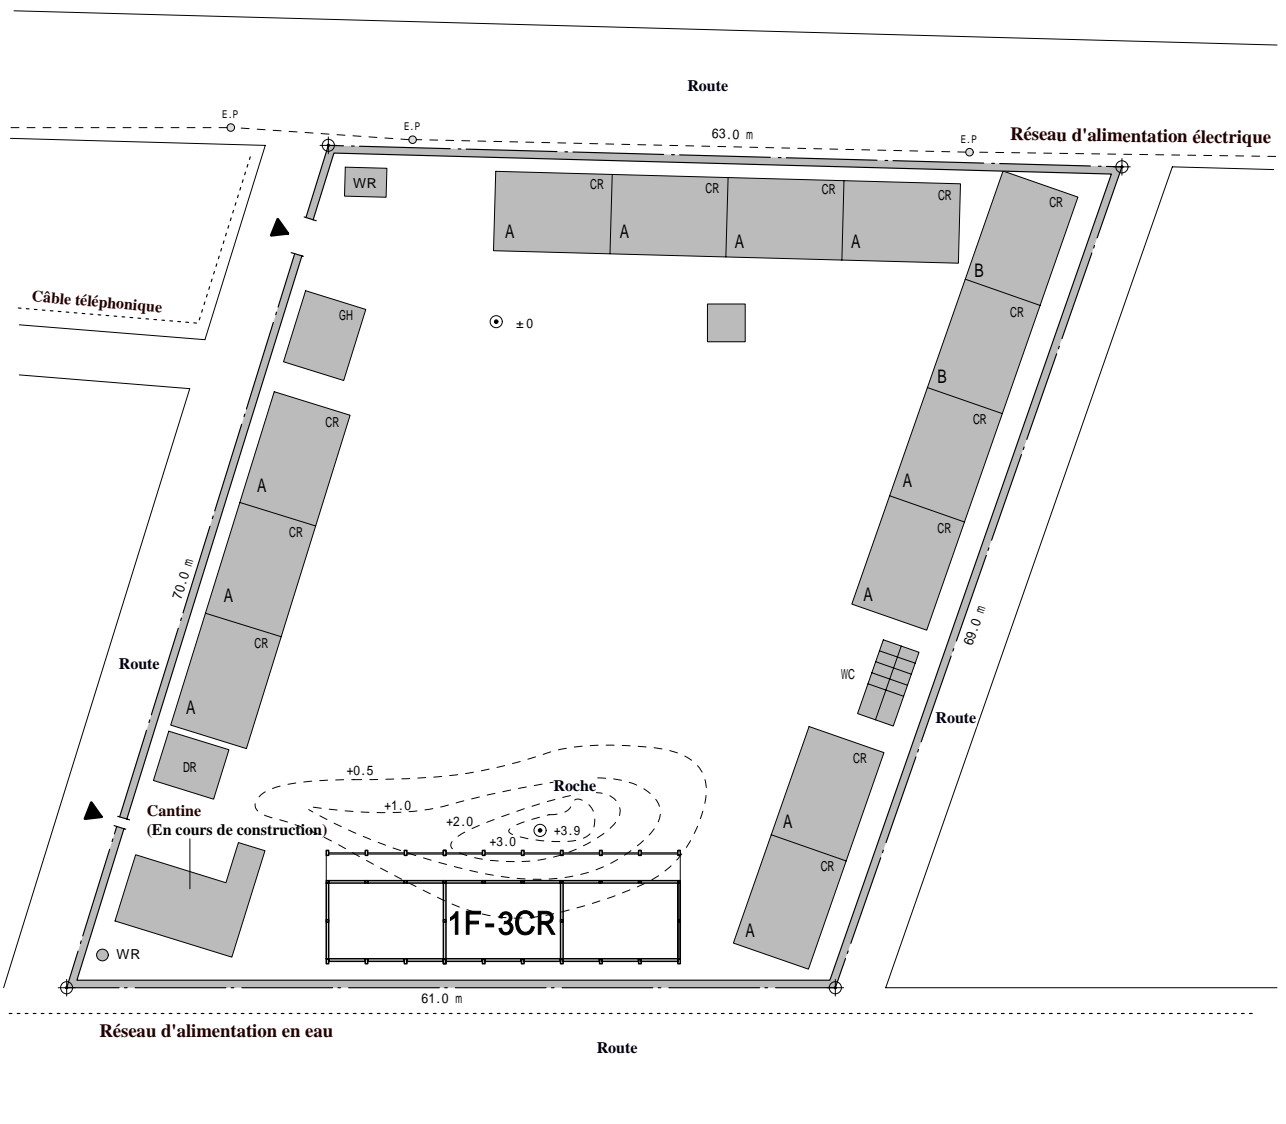 Route
E.P
E.P
63.0 m
E.P
Réseau d'alimentation électrique
WR
CR
CR
CR
CR
CR
A
A
A
A
B
Câble téléphonique
GH
±0
CR
B
CR
CR
A
A
CR
CR
A
A
70.0 m
CR
69.0 m
Route
WC
A
Route
DR
CR
+0.5
Roche
+1.0
Cantine
(En cours de construction)
+2.0
+3.0
+3.9
A
CR
1F-3CR
A
WR
61.0 m
Réseau d'alimentation en eau
Route